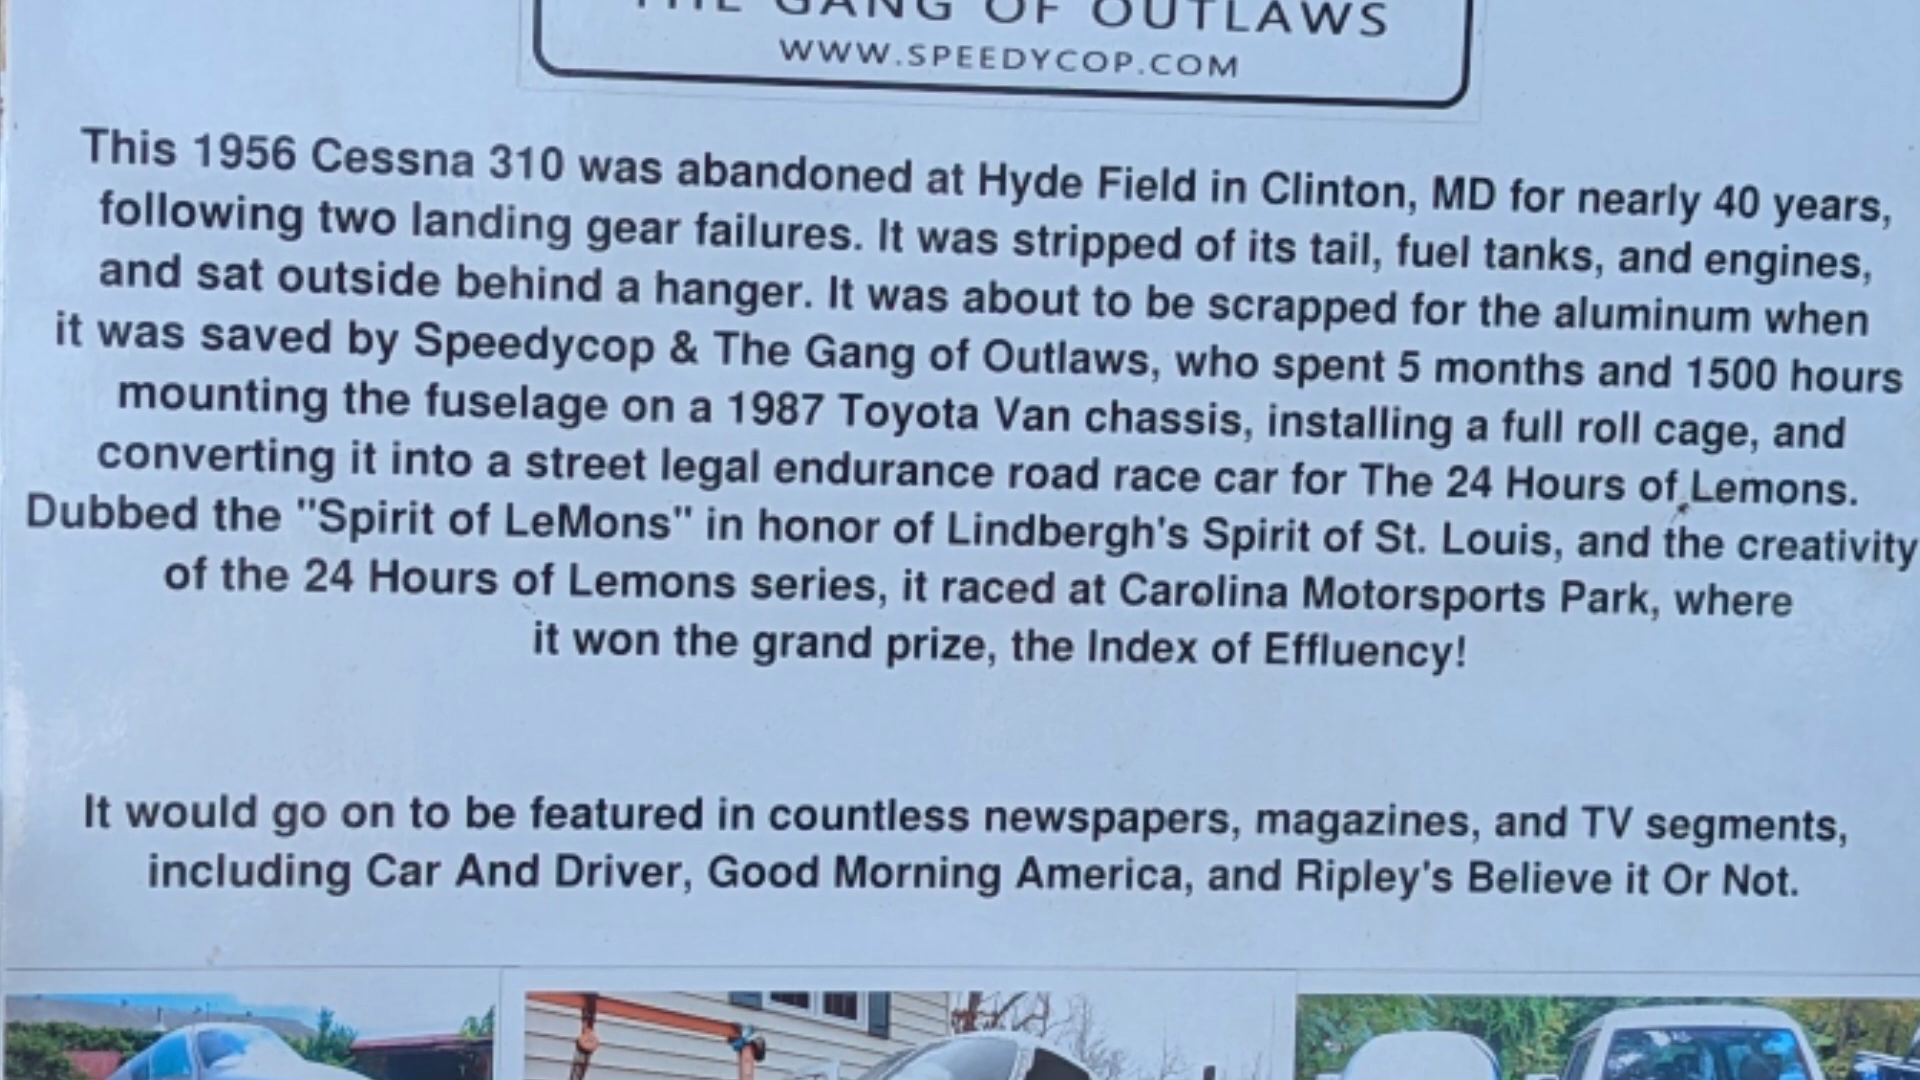 THE GANG OF OUTLAWS
WWW.SPEEDYCOP.COM
This 1956 Cessna 310 was abandoned at Hyde Field in Clinton, MD for nearly 40 years,
following two landing gear failures. It was stripped of its tail, fuel tanks, and engines,
and sat outside behind a hanger. It was about to be scrapped for the aluminum when
it was saved by Speedycop & The Gang of Outlaws, who spent 5 months and 1500 hours
mounting the fuselage on a 1987 Toyota Van chassis, installing a full roll cage, and
converting it into a street legal endurance road race car for The 24 Hours of Lemons.
Dubbed the "Spirit of LeMons" in honor of Lindbergh's Spirit of St. Louis, and the creativity
of the 24 Hours of Lemons series, it raced at Carolina Motorsports Park, where
it won the grand prize, the Index of Effluency!
It would go on to be featured in countless newspapers, magazines, and TV segments,
including Car And Driver, Good Morning America, and Ripley's Believe it Or Not.